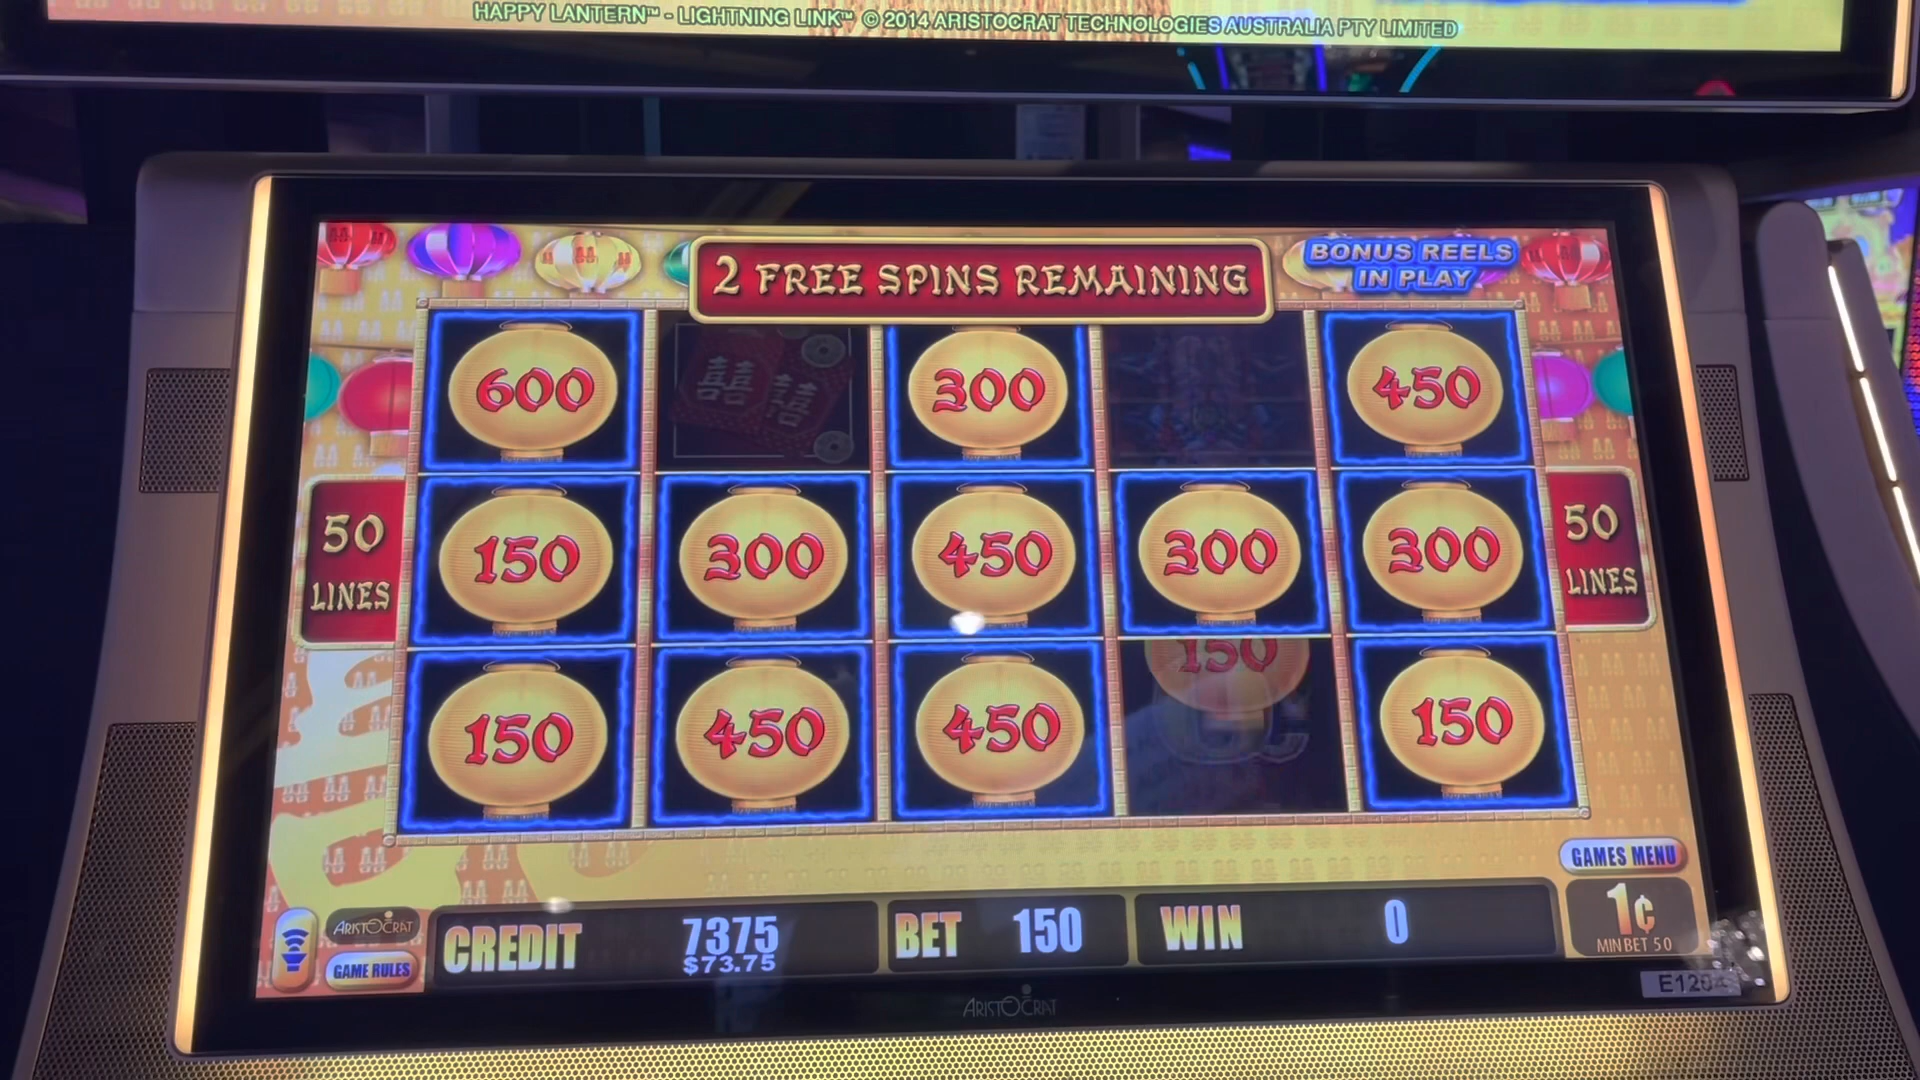 HAPPY LANTERN™ - LIGHTNING LINK™ © 2014 ARISTOCRAT TECHNOLOGIES AUSTRALIA PTY LIMITED
2 FREE SPINS REMAINING
BONUS REELS
IN PLAY
600
囍
囍
300
450
50
LINES
150
300
450
300
300
50
LINES
150
450
450
150
150
GAMES MENU
ARISTOCRAT
GAME RULES
CREDIT
7375
$73.75
BET 150
WIN 0
1¢
MIN BET 50
ARISTOCRAT